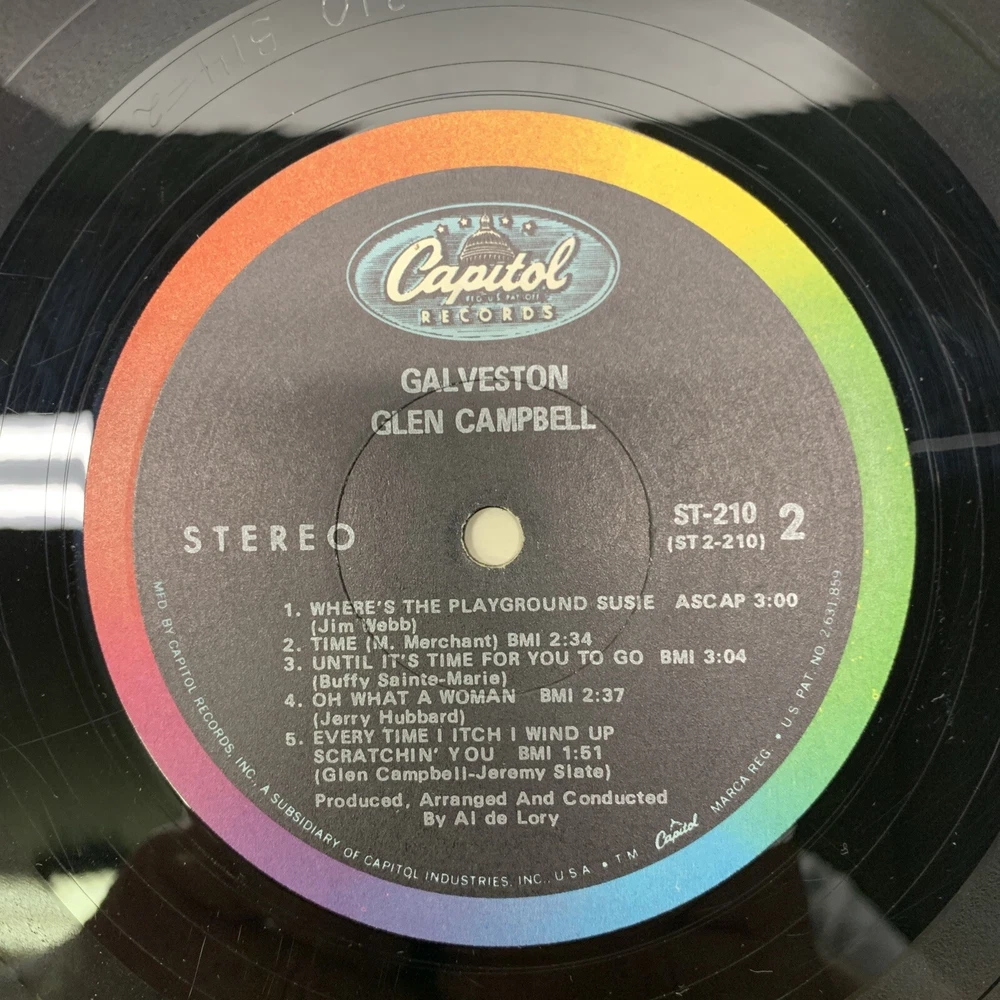 Capitol
REG. U.S. PAT. OFF.
RECORDS
GALVESTON
GLEN CAMPBELL
STEREO
ST-210
(ST 2-210)
2
1. WHERE'S THE PLAYGROUND SUSIE ASCAP 3:00
(Jim Webb)
2. TIME (M. Merchant) BMI 2:34
3. UNTIL IT'S TIME FOR YOU TO GO BMI 3:04
(Buffy Sainte-Marie)
4. OH WHAT A WOMAN BMI 2:37
(Jerry Hubbard)
5. EVERY TIME I ITCH I WIND UP
SCRATCHIN' YOU BMI 1:51
(Glen Campbell-Jeremy Slate)
Produced, Arranged And Conducted
By Al de Lory
MFD. BY CAPITOL RECORDS, INC., A SUBSIDIARY OF CAPITOL INDUSTRIES, INC., U.S.A. • T.M. Capitol MARCA REG. • U.S. PAT. NO. 2,631,859